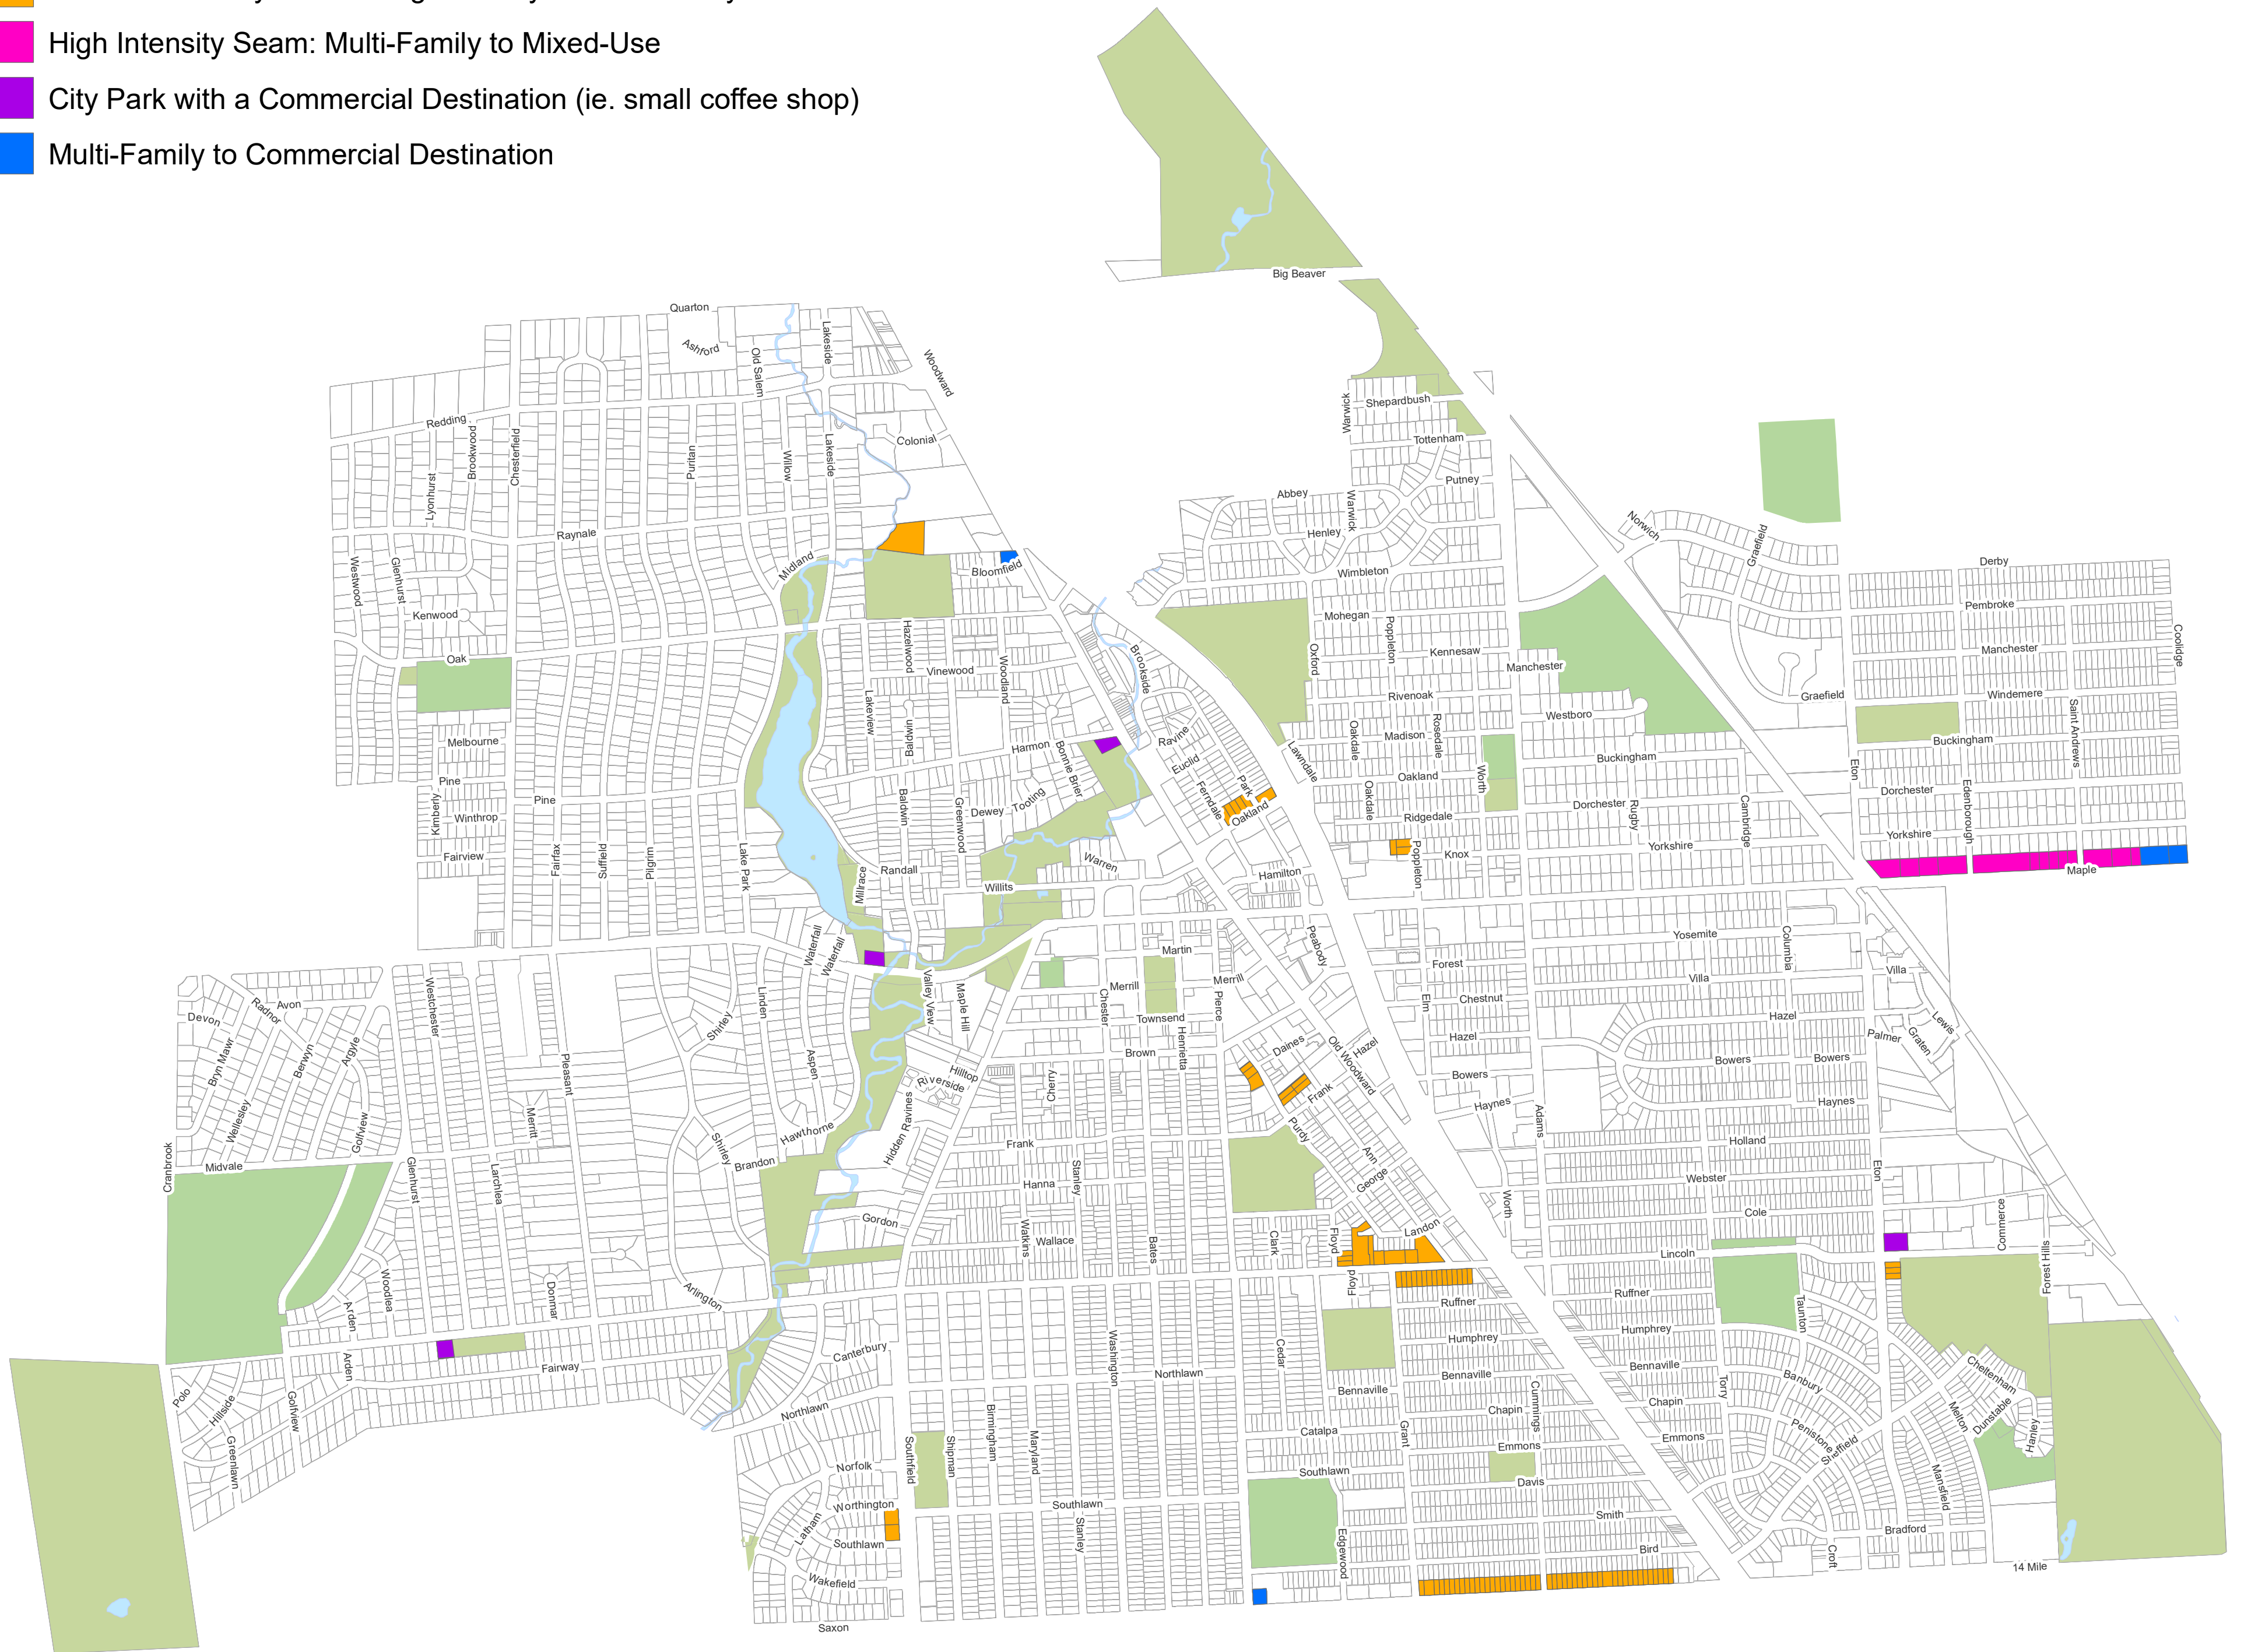 High Intensity Seam: Multi-Family to Mixed-Use
City Park with a Commercial Destination (ie. small coffee shop)
Multi-Family to Commercial Destination
Big Beaver
Quarton
Ashford
Old Salem
Lakeside
Woodward
Redding
Brookwood
Chesterfield
Lyonhurst
Puritan
Willow
Lakeside
Colonial
Warwick
Shepardbush
Tottenham
Putney
Abbey
Warwick
Henley
Wimbleton
Norwich
Graefield
Derby
Pembroke
Manchester
Coolidge
Windemere
Graefield
Saint Andrews
Buckingham
Eton
Dorchester
Edenborough
Yorkshire
Maple
Raynale
Midland
Bloomfield
Westwood
Glenhurst
Kenwood
Oak
Hazelwood
Vinewood
Woodland
Brookside
Lakeview
Baldwin
Harmon
Bonnie Brier
Ravine
Euclid
Ferndale
Park
Oakland
Mohegan
Poppleton
Oxford
Kennesaw
Manchester
Rivenoak
Westboro
Oakdale
Madison
Rosedale
Lawndale
Buckingham
Oakland
Worth
Oakdale
Dorchester
Rugby
Cambridge
Ridgedale
Knox
Poppleton
Yorkshire
Melbourne
Pine
Kimberly
Winthrop
Pine
Fairview
Fairfax
Suffield
Pilgrim
Lake Park
Baldwin
Greenwood
Dewey
Tooting
Randall
Millrace
Willits
Warren
Hamilton
Peabody
Martin
Merrill
Merrill
Chester
Pierce
Townsend
Henrietta
Brown
Forest
Chestnut
Elm
Hazel
Bowers
Haynes
Yosemite
Columbia
Villa
Villa
Hazel
Lewis
Palmer
Graten
Bowers
Bowers
Haynes
Adams
Holland
Webster
Eton
Cole
Commerce
Lincoln
Forest Hills
Worth
Waterfall
Waterfall
Linden
Valley View
Maple Hill
Shirley
Aspen
Hilltop
Riverside
Hidden Ravines
Hawthorne
Shirley
Brandon
Cherry
Frank
Hanna
Stanley
Watkins
Wallace
Bates
Gordon
Daines
Old Woodward
Hazel
Frank
Purdy
Ann
George
Landon
Clark
Floyd
Floyd
Westchester
Avon
Radnor
Devon
Bryn Mawr
Berwyn
Argyle
Wellesley
Golfview
Cranbrook
Midvale
Pleasant
Merritt
Glenhurst
Larchlea
Woodlea
Arden
Donmar
Arlington
Arden
Fairway
Polo
Hillside
Golfview
Greenlawn
Canterbury
Northlawn
Norfolk
Worthington
Latham
Southlawn
Wakefield
Saxon
Southfield
Shipman
Birmingham
Maryland
Washington
Northlawn
Southlawn
Stanley
Cedar
Ruffner
Humphrey
Bennaville
Bennaville
Cummings
Chapin
Catalpa
Grant
Emmons
Southlawn
Davis
Smith
Edgewood
Bird
Ruffner
Taunton
Humphrey
Bennaville
Torry
Banbury
Chapin
Emmons
Penistone
Sheffield
Cheltenham
Melton
Dunstable
Hanley
Mansfield
Bradford
Croft
14 Mile